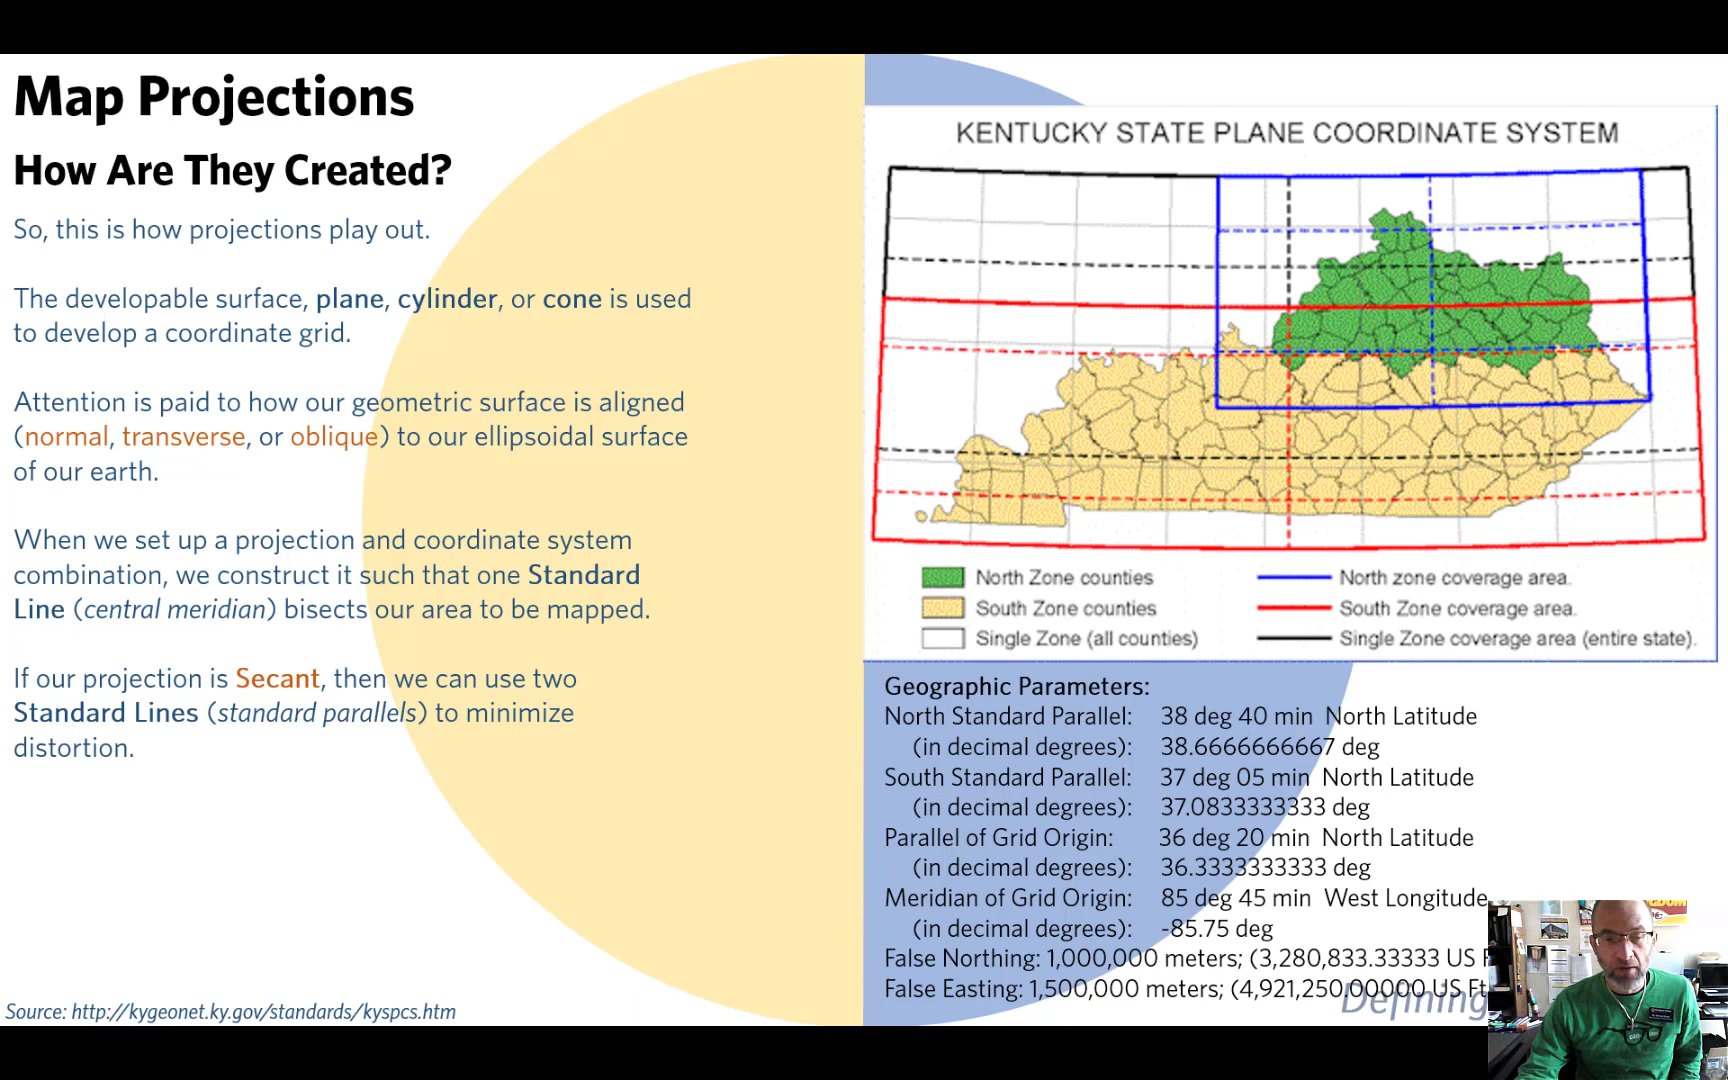 Map Projections
How Are They Created?
So, this is how projections play out.
The developable surface, plane, cylinder, or cone is used
to develop a coordinate grid.
Attention is paid to how our geometric surface is aligned
(normal, transverse, or oblique) to our ellipsoidal surface
of our earth.
When we set up a projection and coordinate system
combination, we construct it such that one Standard
Line (central meridian) bisects our area to be mapped.
If our projection is Secant, then we can use two
Standard Lines (standard parallels) to minimize
distortion.
Source: http://kygeonet.ky.gov/standards/kyspcs.htm
KENTUCKY STATE PLANE COORDINATE SYSTEM
North Zone counties
South Zone counties
Single Zone (all counties)
North zone coverage area.
South Zone coverage area.
Single Zone coverage area (entire state).
Geographic Parameters:
North Standard Parallel: 38 deg 40 min North Latitude
(in decimal degrees): 38.6666666667 deg
South Standard Parallel: 37 deg 05 min North Latitude
(in decimal degrees): 37.0833333333 deg
Parallel of Grid Origin: 36 deg 20 min North Latitude
(in decimal degrees): 36.3333333333 deg
Meridian of Grid Origin: 85 deg 45 min West Longitude
(in decimal degrees): -85.75 deg
False Northing: 1,000,000 meters; (3,280,833.33333 US F
False Easting: 1,500,000 meters; (4,921,250.00000 US Ft
Defining